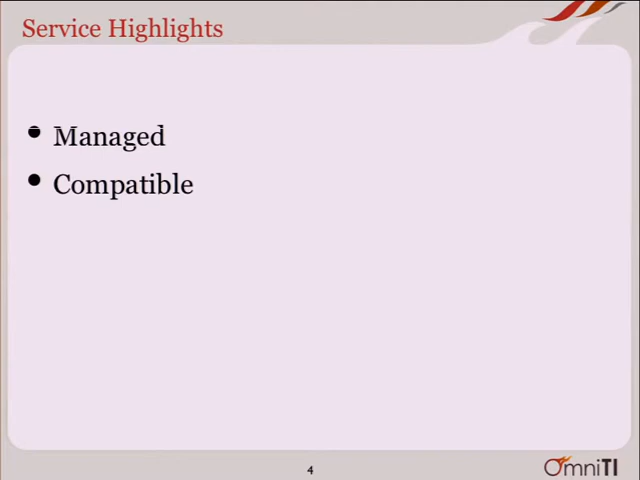 Service Highlights
• Managed
• Compatible
4
OmniTI